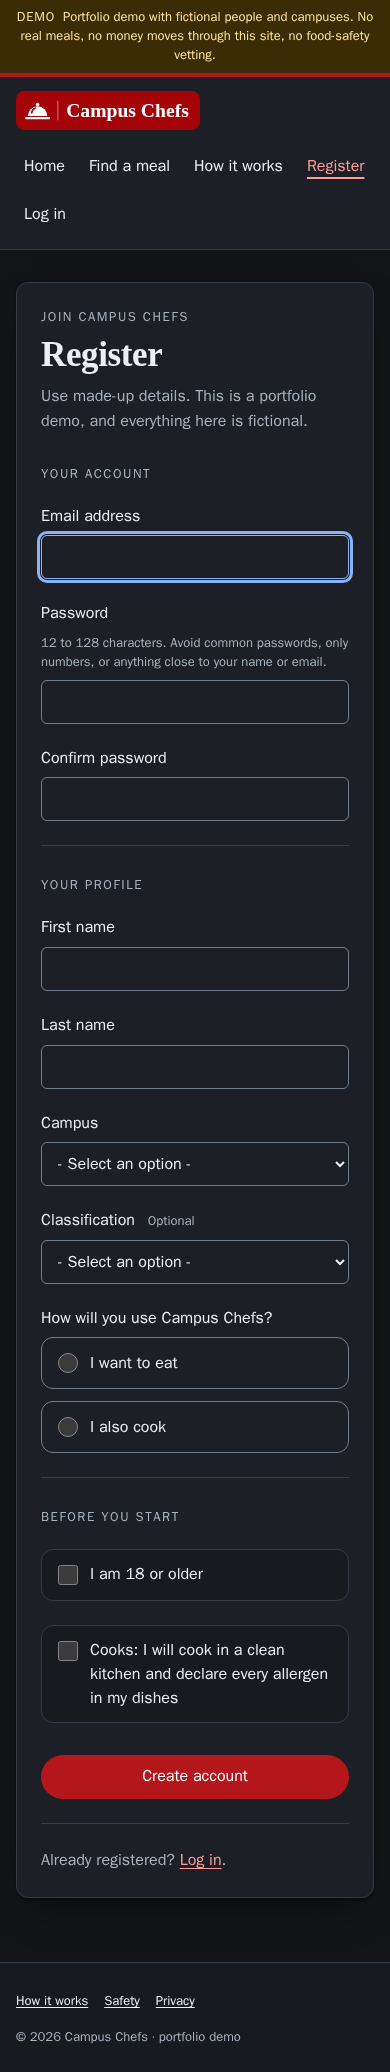 DEMO Portfolio demo with fictional people and campuses. No
real meals, no money moves through this site, no food-safety
vetting.
Campus Chefs
Home Find a meal How it works Register
Log in
JOIN CAMPUS CHEFS
Register
Use made-up details. This is a portfolio
demo, and everything here is fictional.
YOUR ACCOUNT
Email address
Password
12 to 128 characters. Avoid common passwords, only
numbers, or anything close to your name or email.
Confirm password
YOUR PROFILE
First name
Last name
Campus
- Select an option -
Classification Optional
- Select an option -
How will you use Campus Chefs?
I want to eat
I also cook
BEFORE YOU START
I am 18 or older
Cooks: I will cook in a clean
kitchen and declare every allergen
in my dishes
Create account
Already registered? Log in.
How it works Safety Privacy
© 2026 Campus Chefs · portfolio demo